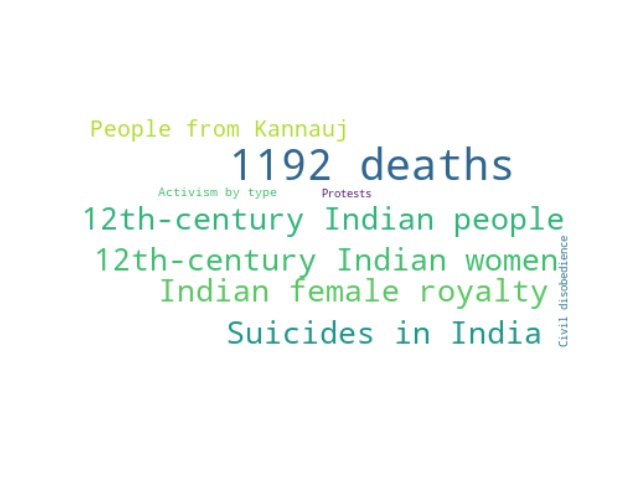 People from Kannauj
1192 deaths
Activism by type
Protests
12th-century Indian people
12th-century Indian women
Indian female royalty
Suicides in India
Civil disobedience